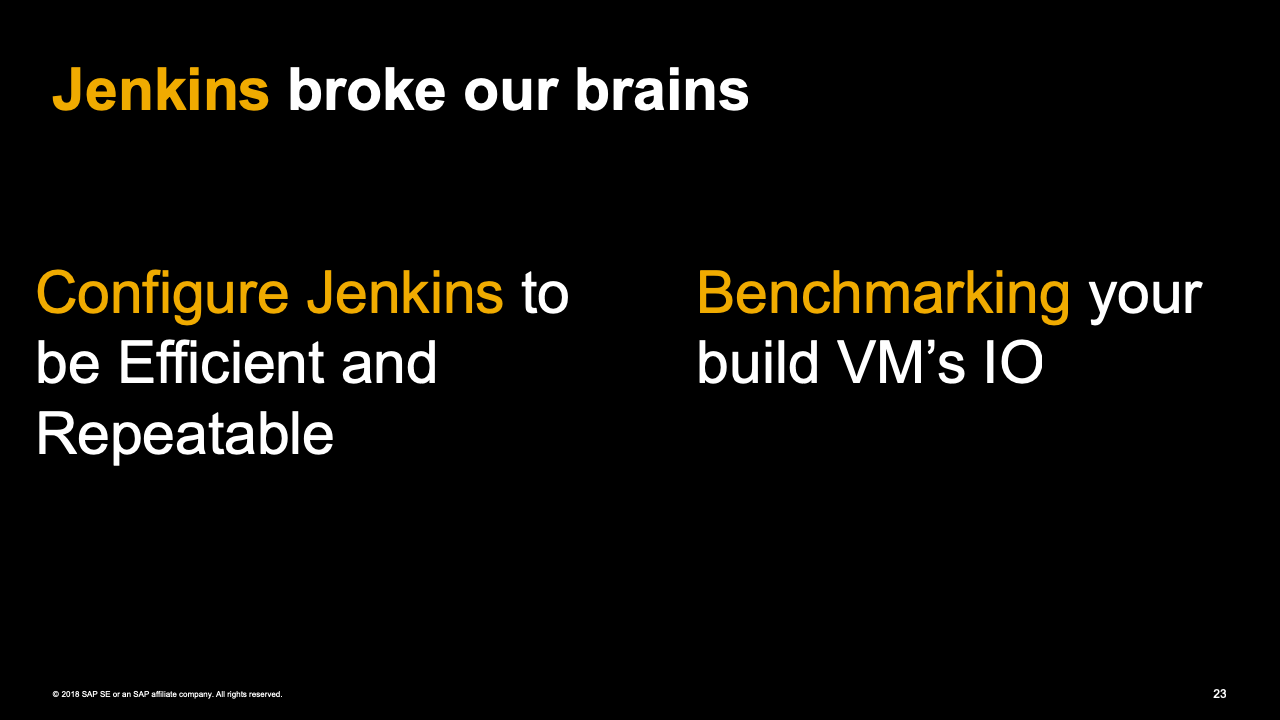 Jenkins broke our brains
Configure Jenkins to
be Efficient and
Repeatable
Benchmarking your
build VM’s IO
© 2018 SAP SE or an SAP affiliate company. All rights reserved.
23